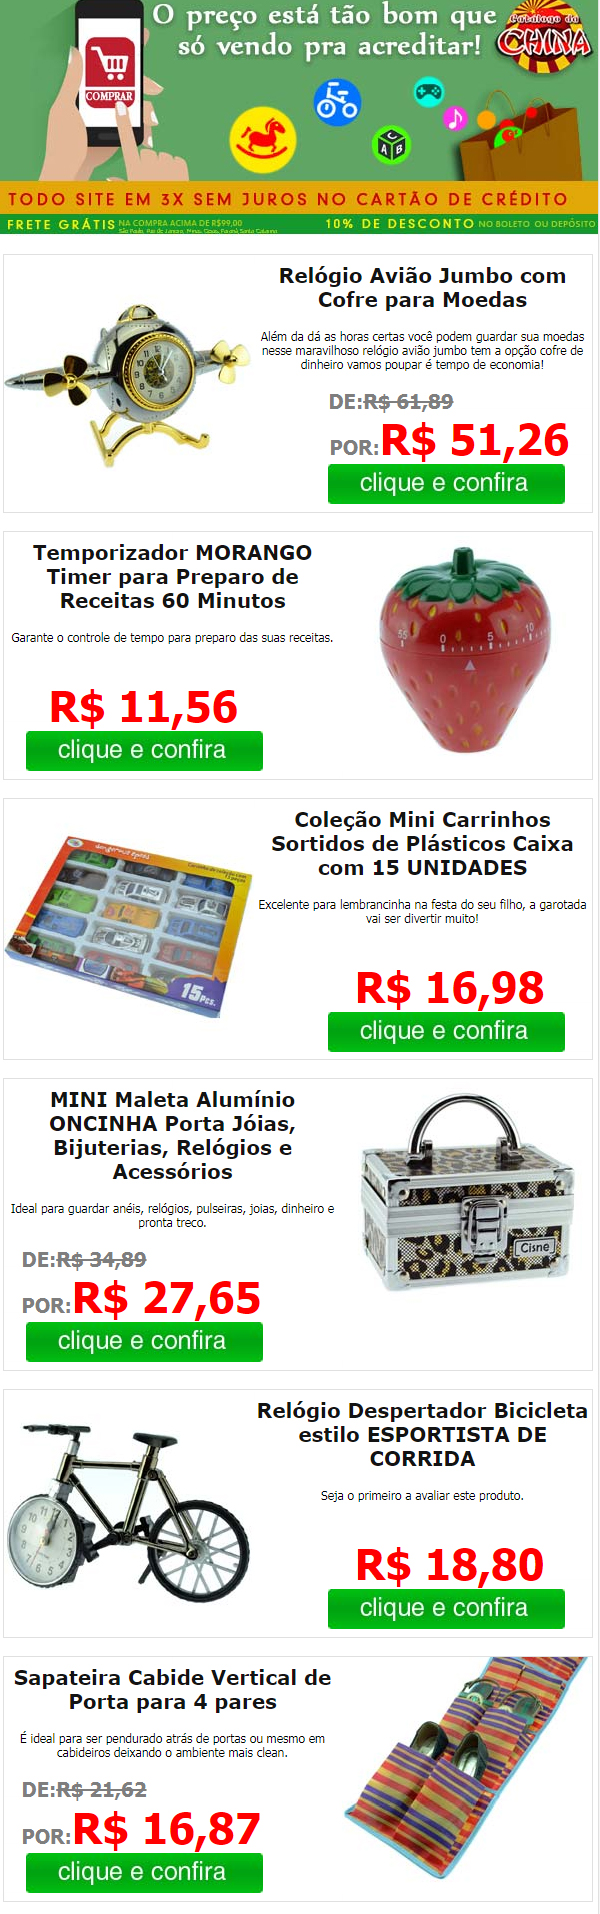 O preço está tão bom que
só vendo pra acreditar!
Catálogo da
CHINA
COMPRAR
A B C
TODO SITE EM 3X SEM JUROS NO CARTÃO DE CRÉDITO
FRETE GRÁTIS NA COMPRA ACIMA DE R$99,00
10% DE DESCONTO NO BOLETO OU DEPÓSITO
Relógio Avião Jumbo com
Cofre para Moedas
Além da dá as horas certas você podem guardar sua moedas
nesse maravilhoso relógio avião jumbo tem a opção cofre de
dinheiro vamos poupar é tempo de economia!
DE:R$ 61,89
POR:R$ 51,26
clique e confira
Temporizador MORANGO
Timer para Preparo de
Receitas 60 Minutos
Garante o controle de tempo para preparo das suas receitas.
R$ 11,56
clique e confira
55 0 5 10
Coleção Mini Carrinhos
Sortidos de Plásticos Caixa
com 15 UNIDADES
Excelente para lembrancinha na festa do seu filho, a garotada
vai ser divertir muito!
R$ 16,98
clique e confira
15 Pcs.
MINI Maleta Alumínio
ONCINHA Porta Jóias,
Bijuterias, Relógios e
Acessórios
Ideal para guardar anéis, relógios, pulseiras, joias, dinheiro e
pronta treco.
DE:R$ 34,89
POR:R$ 27,65
clique e confira
Cisne
Relógio Despertador Bicicleta
estilo ESPORTISTA DE
CORRIDA
Seja o primeiro a avaliar este produto.
R$ 18,80
clique e confira
Sapateira Cabide Vertical de
Porta para 4 pares
É ideal para ser pendurado atrás de portas ou mesmo em
cabideiros deixando o ambiente mais clean.
DE:R$ 21,62
POR:R$ 16,87
clique e confira